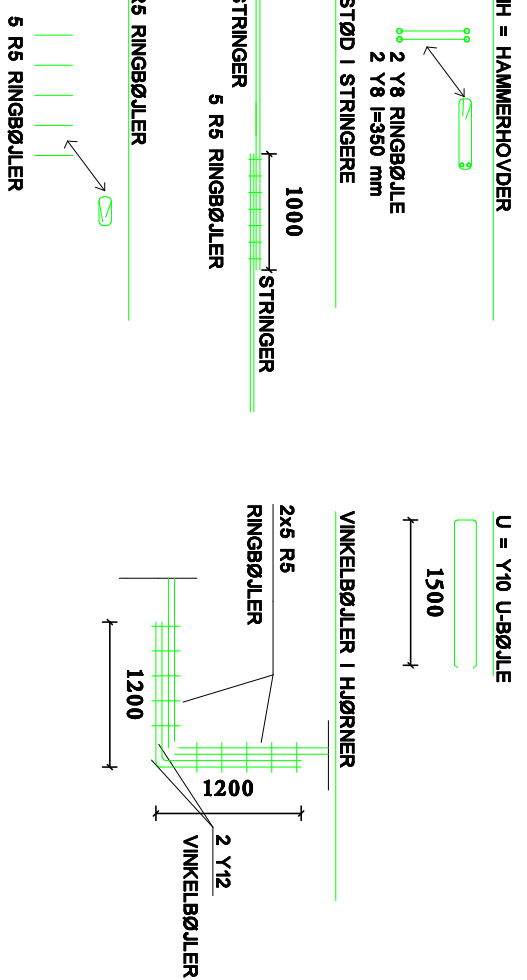 = HAMMERHOVDER
2 Y8 RINGBØJLE
2 Y8 l=350 mm
STØD I STRINGERE
1000
STRINGER
STRINGER
5 R5 RINGBØJLER
R5 RINGBØJLER
5 R5 RINGBØJLER
U = Y10 U-BØJLE
1500
VINKELBØJLER I HJØRNER
2x5 R5
RINGBØJLER
1200
1200
2 Y12
VINKELBØJLER